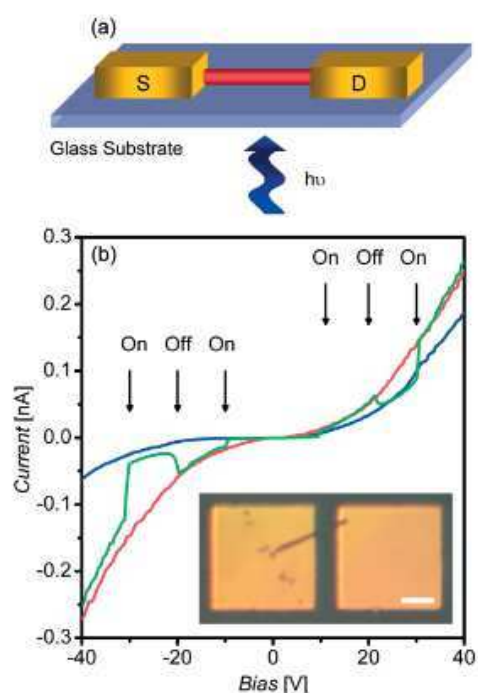 (a)
S D
Glass Substrate
hυ
(b)
On Off On
On Off On
0.3
0.2
0.1
0.0
-0.1
-0.2
-0.3
Current [nA]
-40 -20 0 20 40
Bias [V]